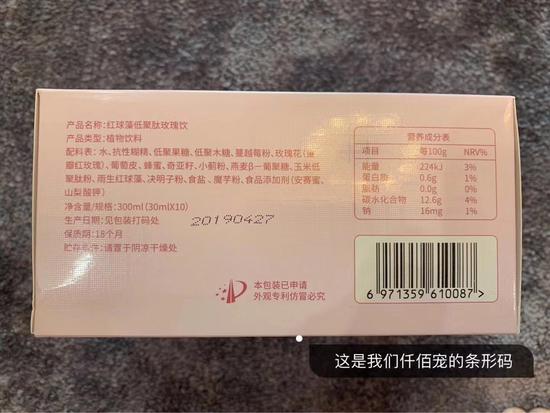 产品名称:红球藻低聚肽玫瑰饮
产品类型:植物饮料
配料表:水、抗性糊精、低聚果糖、低聚木糖、蔓越莓粉、玫瑰花(重
瓣红玫瑰)、葡萄皮、蜂蜜、奇亚籽、小蓟粉、燕麦β-葡聚糖、玉米低
聚肽粉、雨生红球藻、决明子粉、食盐、魔芋粉、食品添加剂(安赛蜜、
山梨酸钾)
净含量/规格:300ml(30mlX10)
生产日期:见包装打码处 20190427
保质期:18个月
贮存条件:请置于阴凉干燥处
营养成分表
项目 每100g NRV%
能量 224kJ 3%
蛋白质 0.6g 1%
脂肪 0.0g 0%
碳水化合物 12.6g 4%
钠 16mg 1%
本包装已申请
外观专利仿冒必究
6 971359 610087 >
这是我们仟佰宠的条形码